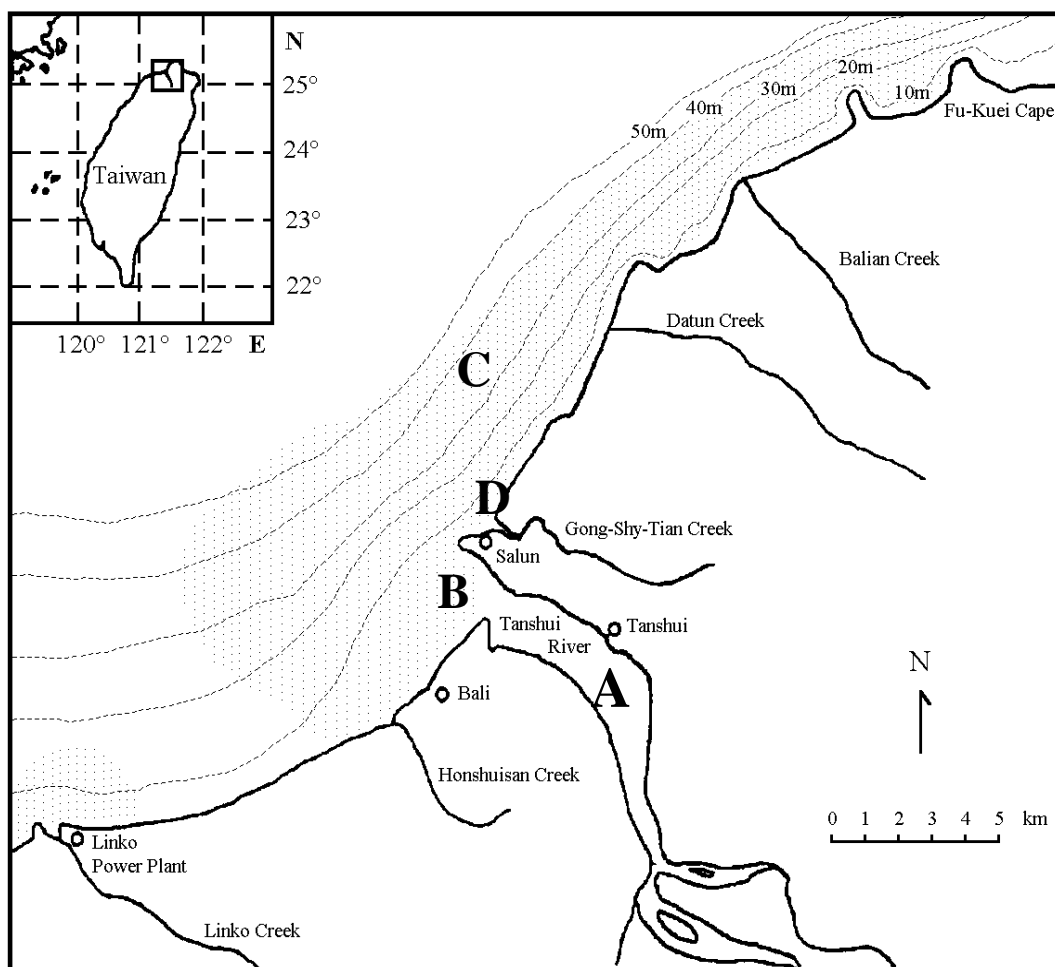 N
25°
24°
Taiwan
23°
22°
120° 121° 122° E
50m
40m
30m
20m
10m
Fu-Kuei Cape
Balian Creek
Datun Creek
C
D
Gong-Shy-Tian Creek
Salun
B
Tanshui
River
Tanshui
A
N
Bali
Honshuisan Creek
0 1 2 3 4 5 km
Linko
Power Plant
Linko Creek